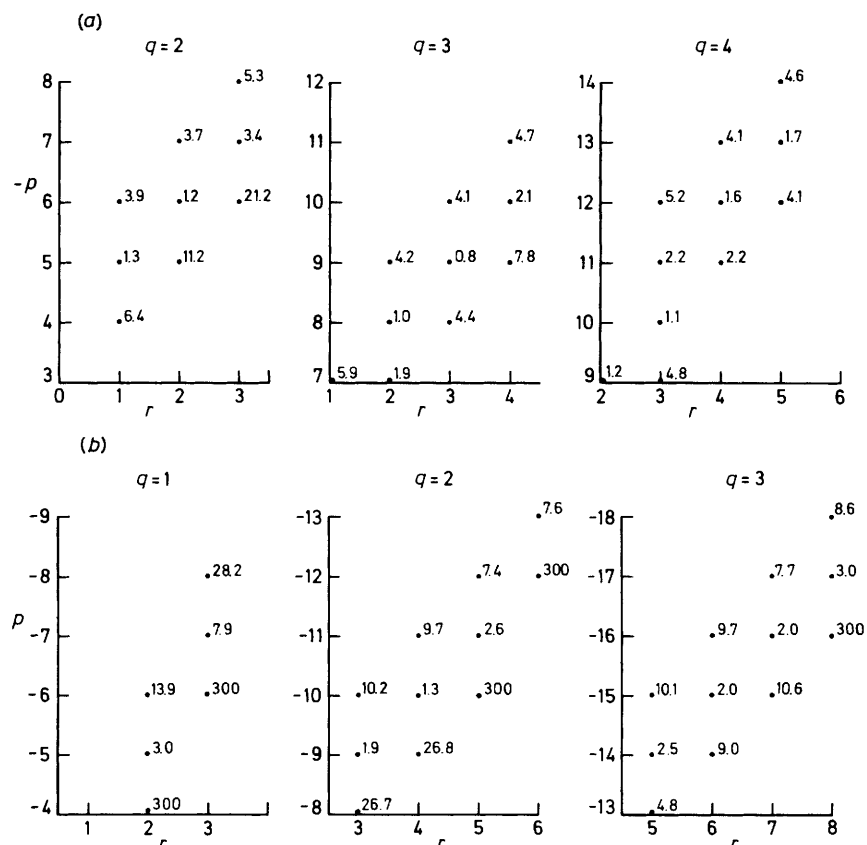 (a)
q = 2 q = 3 q = 4
8 5.3 12 14 4.6
7 3.7 3.4 11 4.7 13 4.1 1.7
-p 6 3.9 1.2 21.2 10 4.1 2.1 12 5.2 1.6 4.1
5 1.3 11.2 9 4.2 0.8 7.8 11 2.2 2.2
4 6.4 8 1.0 4.4 10 1.1
3 7 5.9 1.9 9 1.2 4.8
0 1 2 3 1 2 3 4 2 3 4 5 6
r r r
(b)
q = 1 q = 2 q = 3
-9 -13 7.6 -18 8.6
-8 28.2 -12 7.4 300 -17 7.7 3.0
p -7 7.9 -11 9.7 2.6 -16 9.7 2.0 300
-6 13.9 300 -10 10.2 1.3 300 -15 10.1 2.0 10.6
-5 3.0 -9 1.9 26.8 -14 2.5 9.0
-4 300 -8 26.7 -13 4.8
1 2 3 3 4 5 6 5 6 7 8
r r r